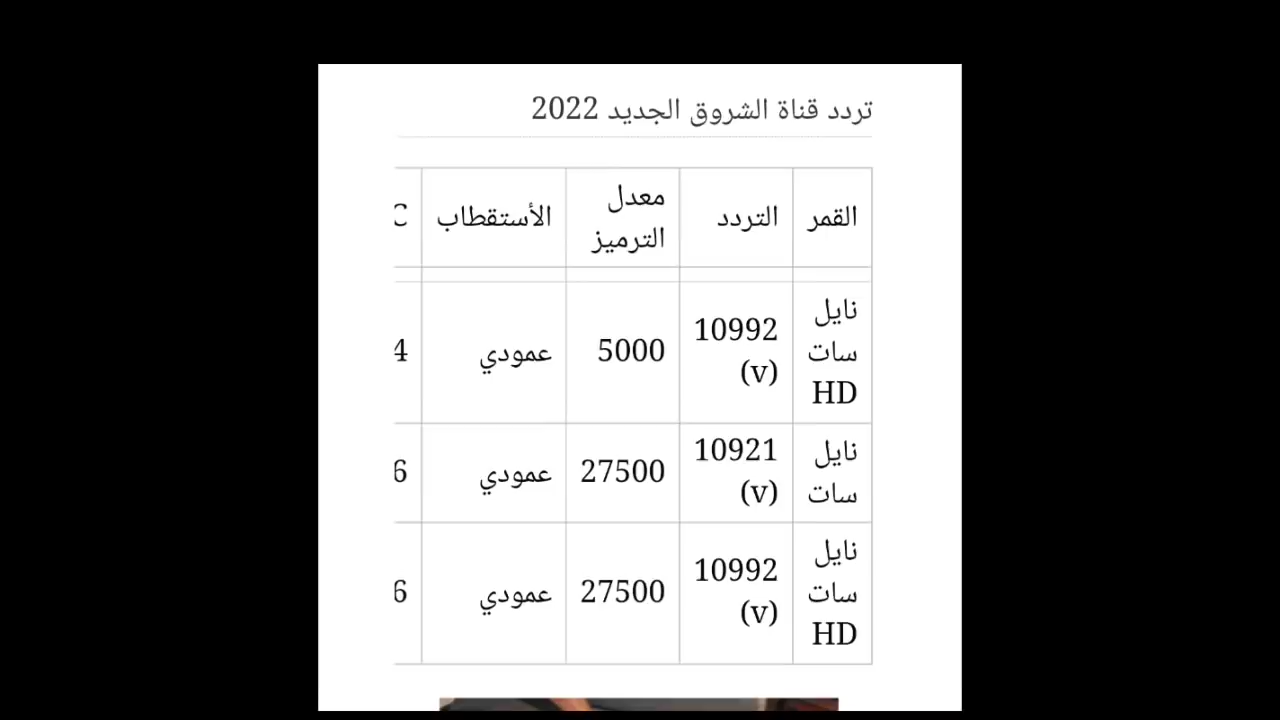 تردد قناة الشروق الجديد 2022
القمر التردد معدل الترميز الأستقطاب
نايل سات HD 10992 (v) 5000 عمودي 4
نايل سات 10921 (v) 27500 عمودي 6
نايل سات HD 10992 (v) 27500 عمودي 6